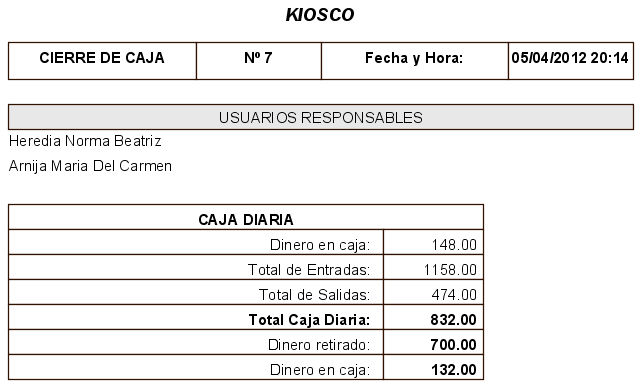 KIOSCO
CIERRE DE CAJA Nº 7 Fecha y Hora: 05/04/2012 20:14
USUARIOS RESPONSABLES
Heredia Norma Beatriz
Arnija Maria Del Carmen
CAJA DIARIA
Dinero en caja: 148.00
Total de Entradas: 1158.00
Total de Salidas: 474.00
Total Caja Diaria: 832.00
Dinero retirado: 700.00
Dinero en caja: 132.00